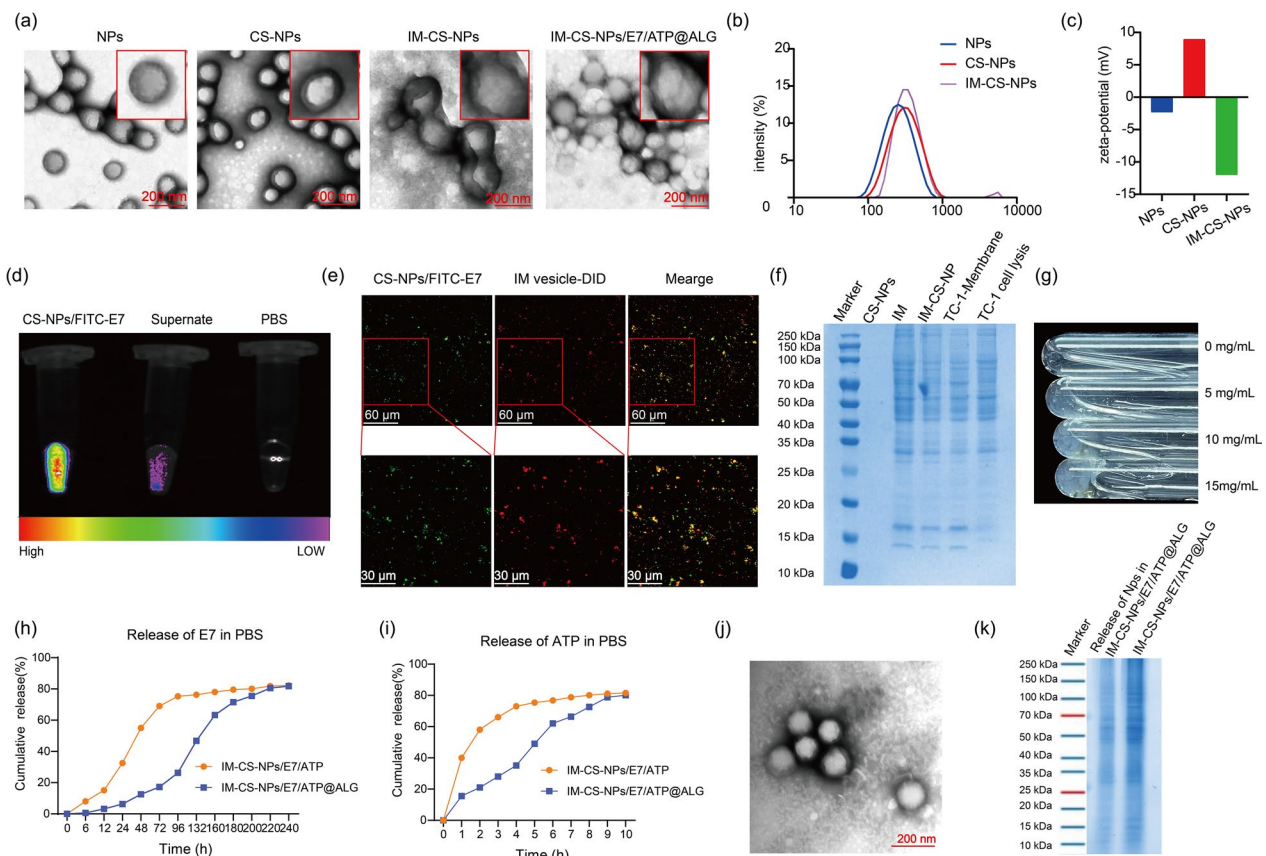 (a)
NPs
CS-NPs
IM-CS-NPs
IM-CS-NPs/E7/ATP@ALG
200 nm
200 nm
200 nm
200 nm
(b)
NPs
CS-NPs
IM-CS-NPs
intensity (%)
20
15
10
5
0
10
100
1000
10000
(c)
zeta-potential (mV)
10
5
0
-5
-10
-15
NPs
CS-NPs
IM-CS-NPs
(d)
CS-NPs/FITC-E7
Supernate
PBS
High
LOW
(e)
CS-NPs/FITC-E7
IM vesicle-DID
Mearge
60 μm
60 μm
60 μm
30 μm
30 μm
30 μm
(f)
Marker
CS-NPs
IM
IM-CS-NP
TC-1-Membrane
TC-1 cell lysis
250 kDa
150 kDa
100 kDa
70 kDa
50 kDa
40 kDa
35 kDa
25 kDa
20 kDa
15 kDa
10 kDa
(g)
0 mg/mL
5 mg/mL
10 mg/mL
15mg/mL
(h)
Release of E7 in PBS
Cumulative release(%)
100
80
60
40
20
0
IM-CS-NPs/E7/ATP
IM-CS-NPs/E7/ATP@ALG
0 6 12 24 48 72 96 132 160 180 200 220 240
Time (h)
(i)
Release of ATP in PBS
Cumulative release(%)
100
80
60
40
20
0
IM-CS-NPs/E7/ATP
IM-CS-NPs/E7/ATP@ALG
0 1 2 3 4 5 6 7 8 9 10
Time (h)
(j)
200 nm
(k)
Marker
Release of Nps in
IM-CS-NPs/E7/ATP@ALG
IM-CS-NPs/E7/ATP@ALG
250 kDa
150 kDa
100 kDa
70 kDa
50 kDa
40 kDa
35 kDa
25 kDa
20 kDa
15 kDa
10 kDa